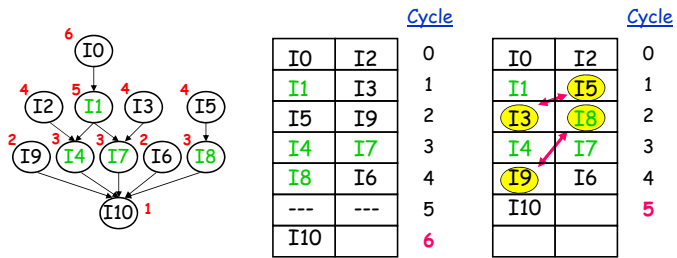 Cycle
Cycle
6
I0
I0 I2 0
I0 I2 0
4 5 4 4
I2 I1 I3 I5
I1 I3 1
I1 I5 1
I5 I9 2
I3 I8 2
2 3 3 2 3
I9 I4 I7 I6 I8
I4 I7 3
I4 I7 3
I8 I6 4
I9 I6 4
I10 1
--- --- 5
I10 5
I10 6